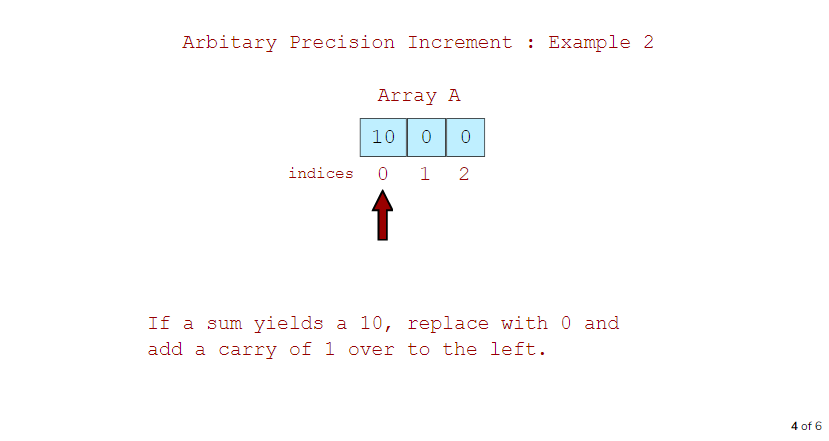 Arbitary Precision Increment : Example 2
Array A
10 0 0
indices 0 1 2
If a sum yields a 10, replace with 0 and
add a carry of 1 over to the left.
4 of 6